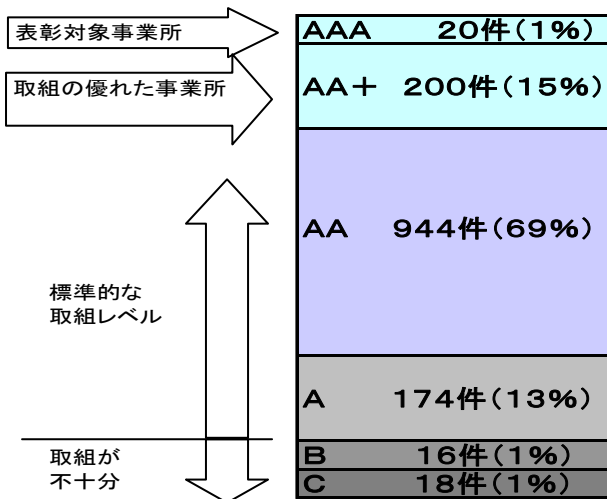 表彰対象事業所
AAA 20件(1%)
取組の優れた事業所
AA+ 200件(15%)
AA 944件(69%)
標準的な
取組レベル
A 174件(13%)
取組が
不十分
B 16件(1%)
C 18件(1%)